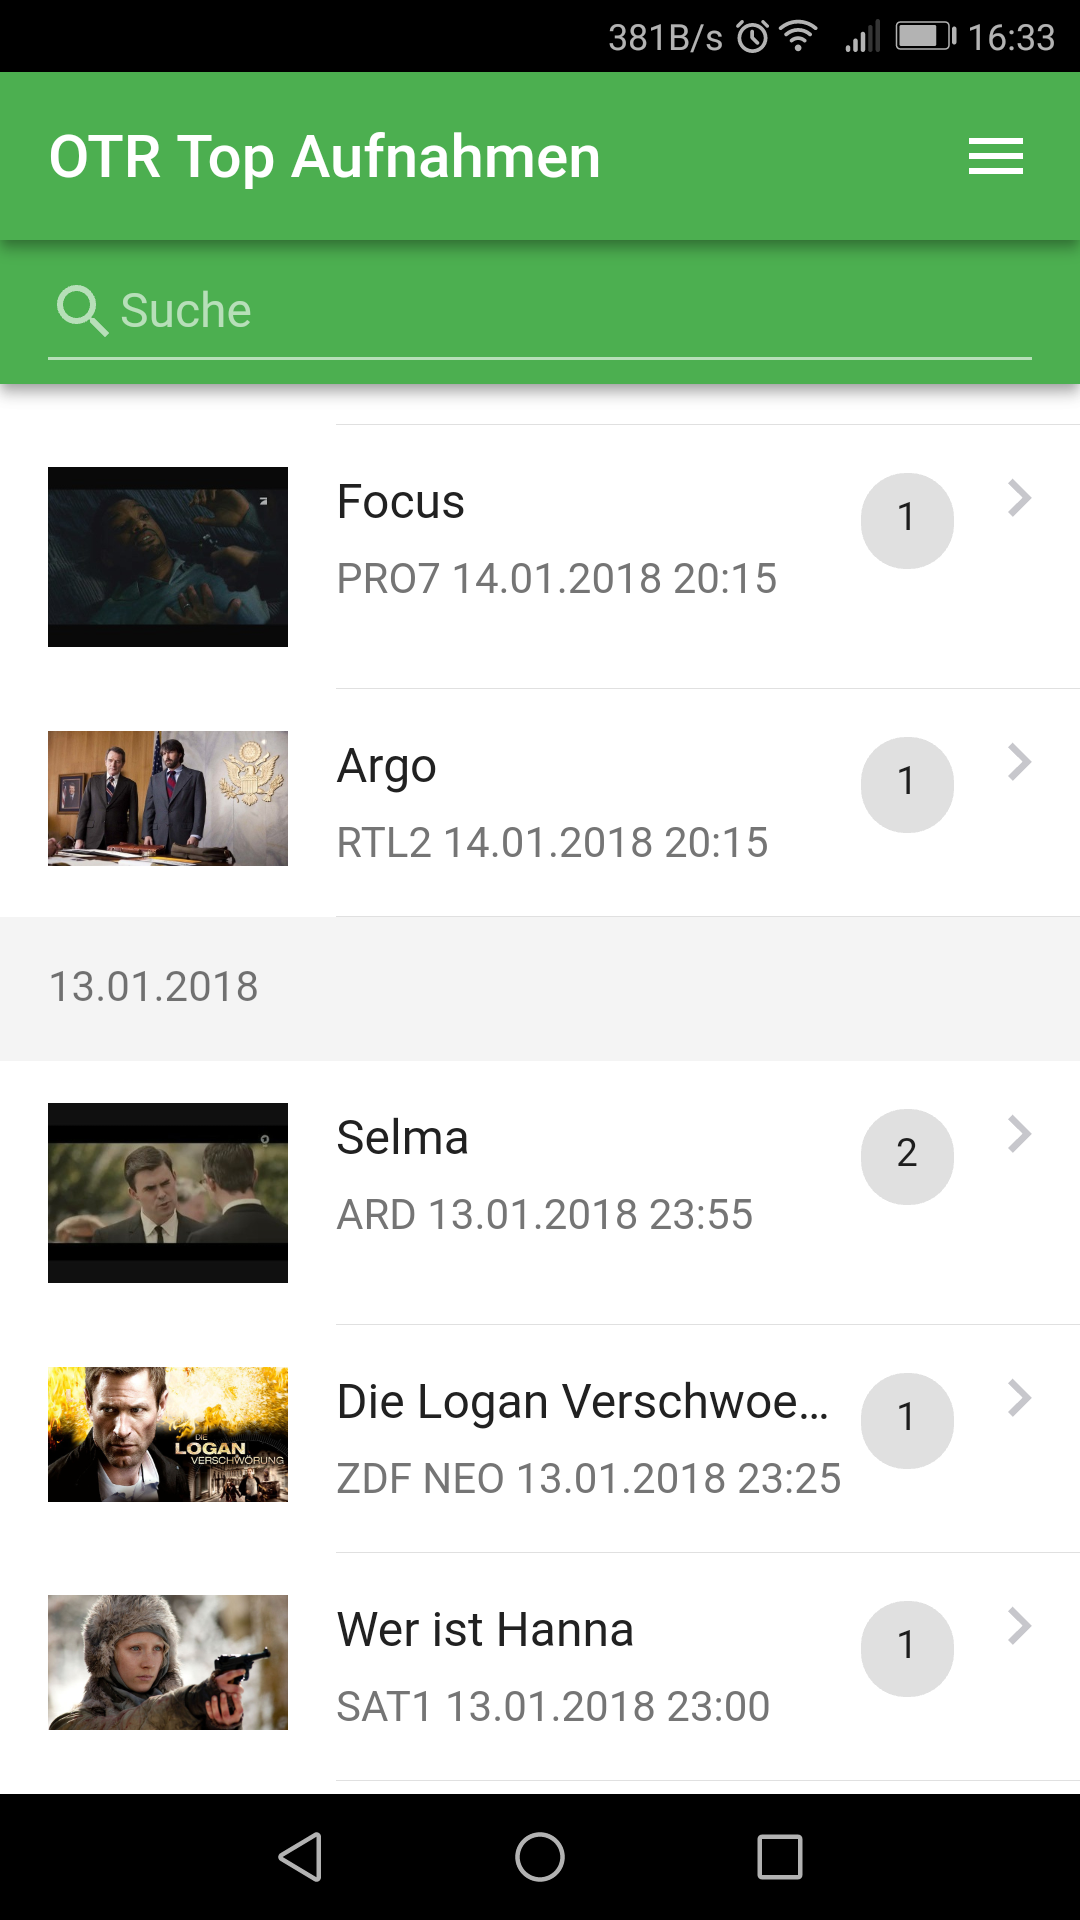 381B/s 16:33
OTR Top Aufnahmen
Suche
Focus
1
PRO7 14.01.2018 20:15
Argo
1
RTL2 14.01.2018 20:15
13.01.2018
Selma
2
ARD 13.01.2018 23:55
Die Logan Verschwoe...
1
ZDF NEO 13.01.2018 23:25
DIE
LOGAN
VERSCHWÖRUNG
Wer ist Hanna
1
SAT1 13.01.2018 23:00